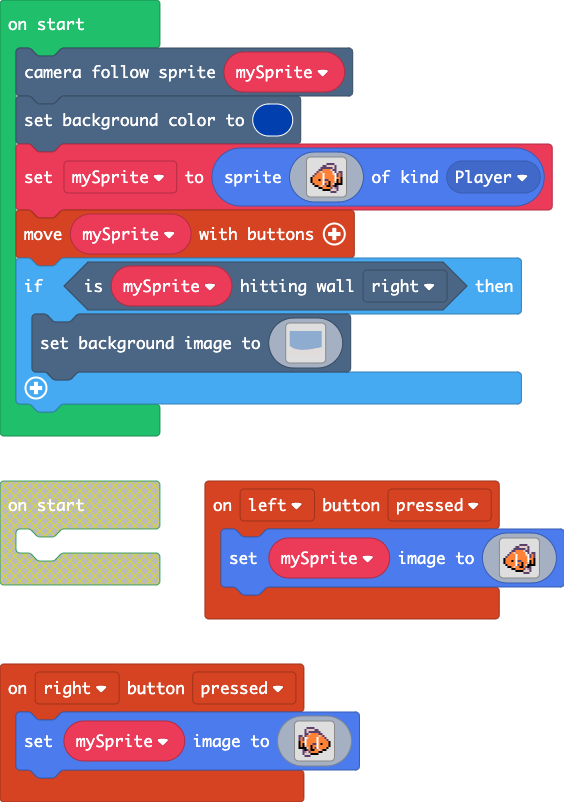 on start
camera follow sprite mySprite
set background color to
set mySprite to sprite of kind Player
move mySprite with buttons
if is mySprite hitting wall right then
set background image to
on start
on left button pressed
set mySprite image to
on right button pressed
set mySprite image to